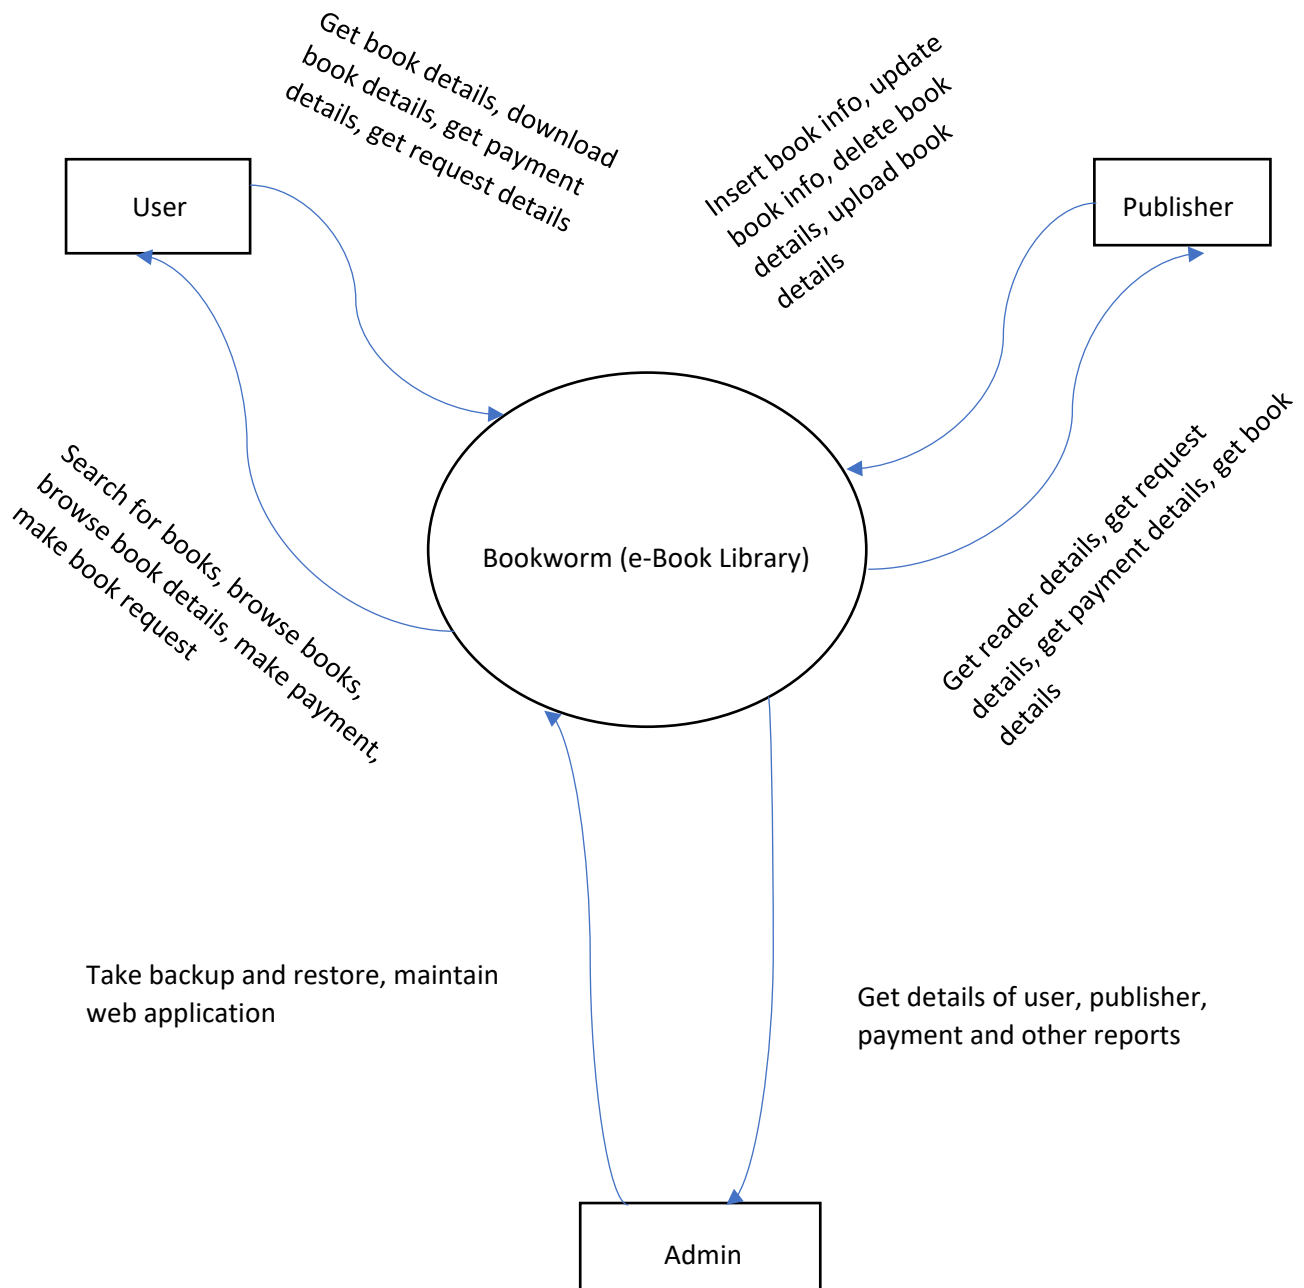 Get book details, download
book details, get payment
details, get request details
Insert book info, update
book info, delete book
details, upload book
details
User
Publisher
Search for books, browse books,
browse book details, make payment,
make book request
Bookworm (e-Book Library)
Get reader details, get request
details, get payment details, get book
details
Take backup and restore, maintain
web application
Get details of user, publisher,
payment and other reports
Admin